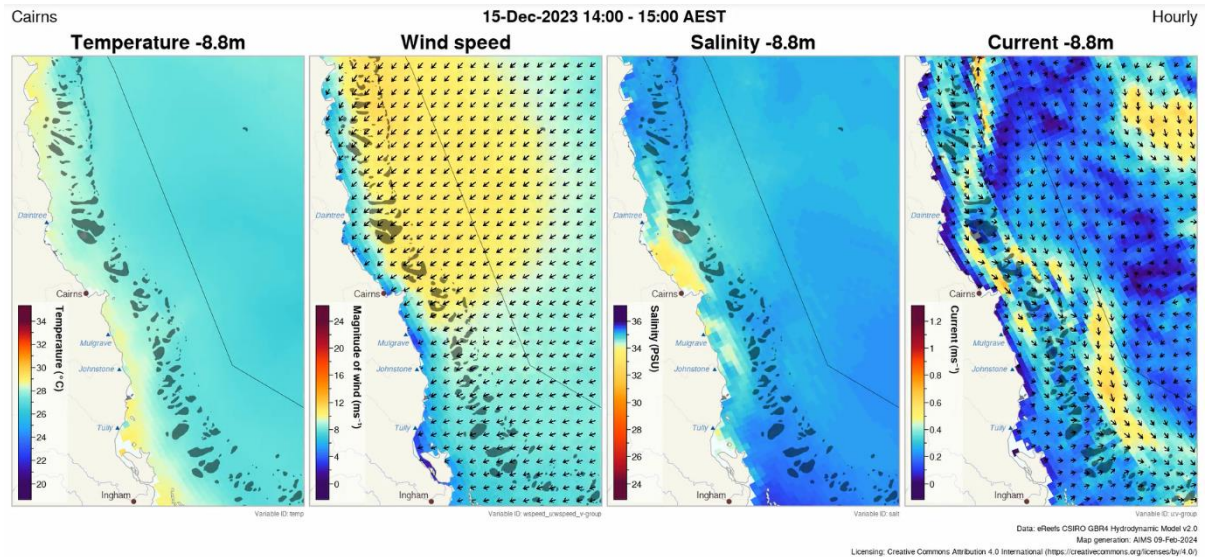 Cairns
15-Dec-2023 14:00 - 15:00 AEST
Hourly
Temperature -8.8m
Wind speed
Salinity -8.8m
Current -8.8m
Daintree
Cairns
Mulgrave
Johnstone
Tully
Ingham
Temperature (°C)
34
32
30
28
26
24
22
20
Variable ID: temp
Daintree
Cairns
Mulgrave
Johnstone
Tully
Ingham
Magnitude of wind (ms⁻¹)
24
20
16
12
8
4
0
Variable ID: wspeed_u:wspeed_v-group
Daintree
Cairns
Mulgrave
Johnstone
Tully
Ingham
Salinity (PSU)
36
34
32
30
28
26
24
Variable ID: salt
Daintree
Cairns
Mulgrave
Johnstone
Tully
Ingham
Current (ms⁻¹)
1.2
1.0
0.8
0.6
0.4
0.2
0
Variable ID: uv-group
Data: eReefs CSIRO GBR4 Hydrodynamic Model v2.0
Map generation: AIMS 09-Feb-2024
Licensing: Creative Commons Attribution 4.0 International (https://creativecommons.org/licenses/by/4.0/)